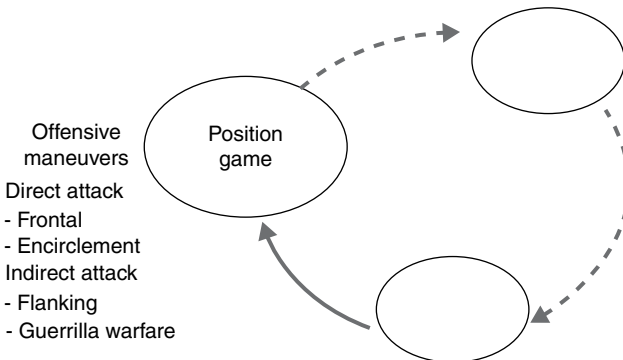 Offensive
maneuvers
Direct attack
- Frontal
- Encirclement
Indirect attack
- Flanking
- Guerrilla warfare
Position
game